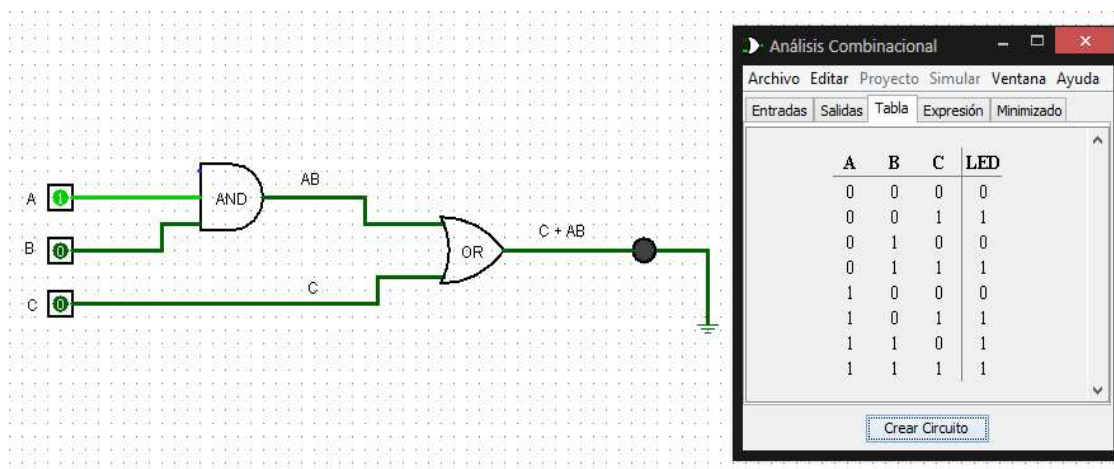 A 1
B 0
C 0
AND
AB
C
OR
C + AB
Análisis Combinacional
Archivo Editar Proyecto Simular Ventana Ayuda
Entradas Salidas Tabla Expresión Minimizado
A B C LED
0 0 0 0
0 0 1 1
0 1 0 0
0 1 1 1
1 0 0 0
1 0 1 1
1 1 0 1
1 1 1 1
Crear Circuito